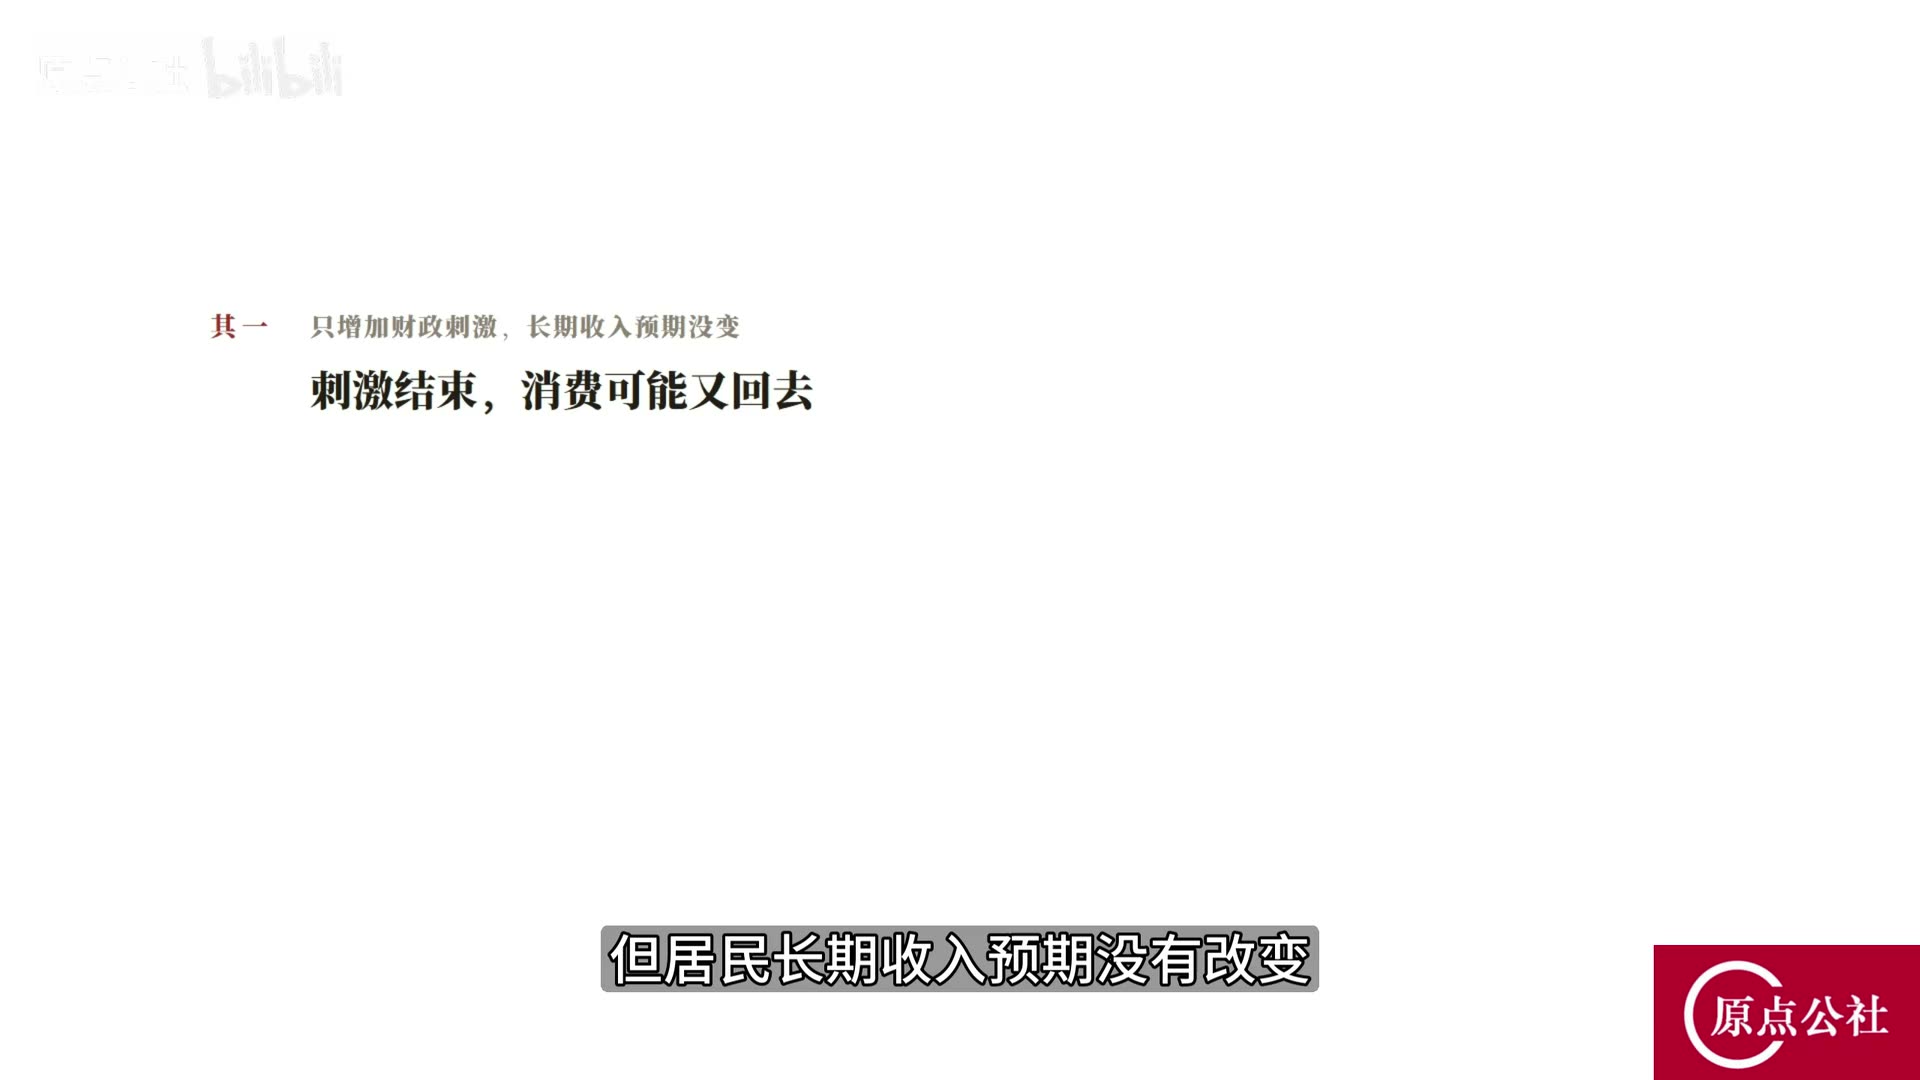 bilibili
其一 只增加财政刺激，长期收入预期没变
刺激结束，消费可能又回去
但居民长期收入预期没有改变
原点公社